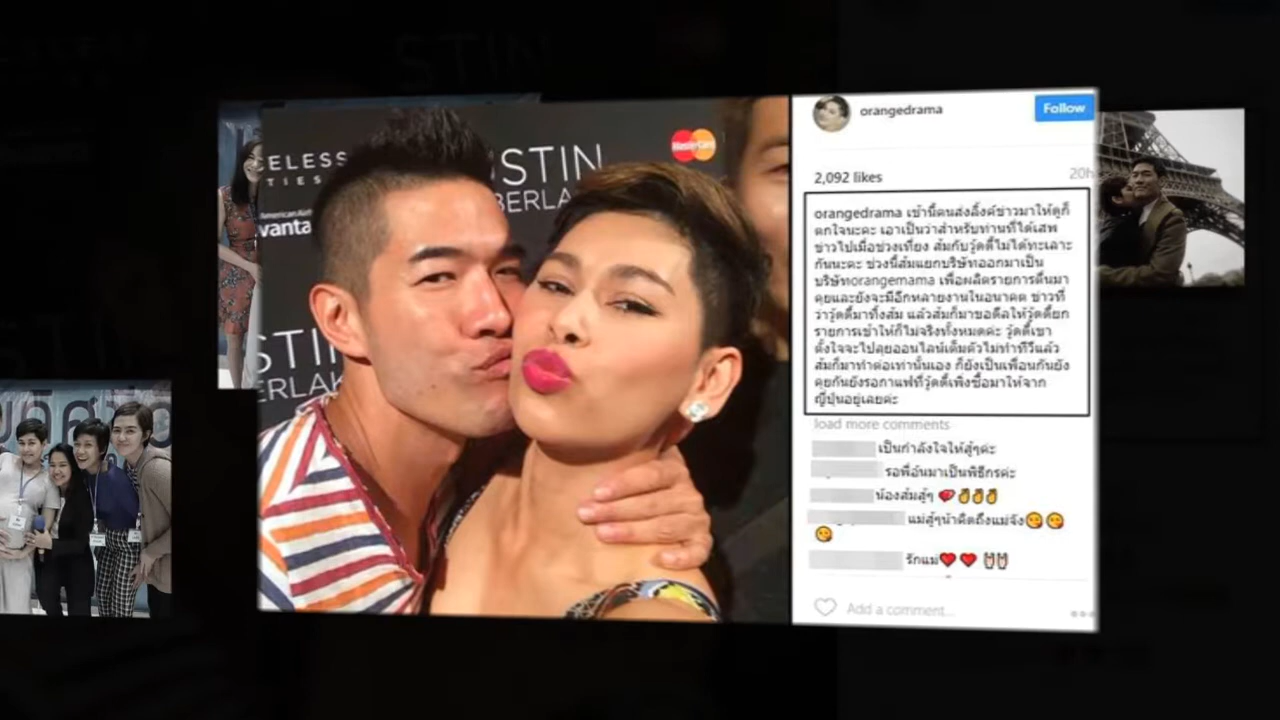 CELESS
TIES
American Airl
vanta
STIN
BERLA
MasterCard
STI
BERLAK
orangedrama
Follow
2,092 likes
20h
orangedrama เช้านี้คนส่งลิ้งค์ข่าวมาให้ดูก็
ตกใจนะคะ เอาเป็นว่าสำหรับท่านที่ได้เสพ
ข่าวไปเมื่อช่วงเที่ยง ส้มกับวู้ดดี้ไม่ได้ทะเลาะ
กันนะคะ ช่วงนี้ส้มแยกบริษัทออกมาเป็น
บริษัทorangemama เพื่อผลิตรายการตื่นมา
คุยและยังจะมีอีกหลายงานในอนาคต ข่าวที่
ว่าวู้ดดี้มาทิ้งส้ม แล้วส้มก็มาขอดีลให้วู้ดดี้ยก
รายการเช้าให้ก็ไม่จริงทั้งหมดค่ะ วู้ดดี้เขา
ตั้งใจจะไปลุยออนไลน์เต็มตัวไม่ทำทีวีแล้ว
ส้มก็มาทำต่อเท่านั้นเอง ก็ยังเป็นเพื่อนกันยัง
คุยกันยังรอกาแฟที่วู้ดดี้เพิ่งซื้อมาให้จาก
ญี่ปุ่นอยู่เลยค่ะ
load more comments
เป็นกำลังใจให้สู้ๆค่ะ
รอพี่อ้นมาเป็นพิธีกรค่ะ
น้องส้มสู้ๆ
แม่สู้ๆน้าคิดถึงแม่จัง
รักแม่
Add a comment...